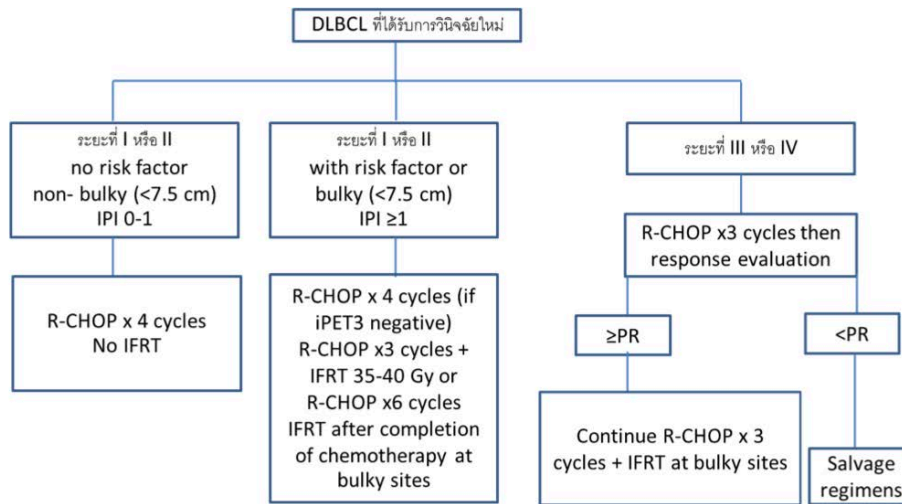 DLBCL ที่ได้รับการวินิจฉัยใหม่
ระยะที่ I หรือ II
no risk factor
non- bulky (<7.5 cm)
IPI 0-1
ระยะที่ I หรือ II
with risk factor or
bulky (<7.5 cm)
IPI ≥1
ระยะที่ III หรือ IV
R-CHOP x 4 cycles
No IFRT
R-CHOP x 4 cycles (if
iPET3 negative)
R-CHOP x3 cycles +
IFRT 35-40 Gy or
R-CHOP x6 cycles
IFRT after completion
of chemotherapy at
bulky sites
R-CHOP x3 cycles then
response evaluation
≥PR
<PR
Continue R-CHOP x 3
cycles + IFRT at bulky sites
Salvage
regimens